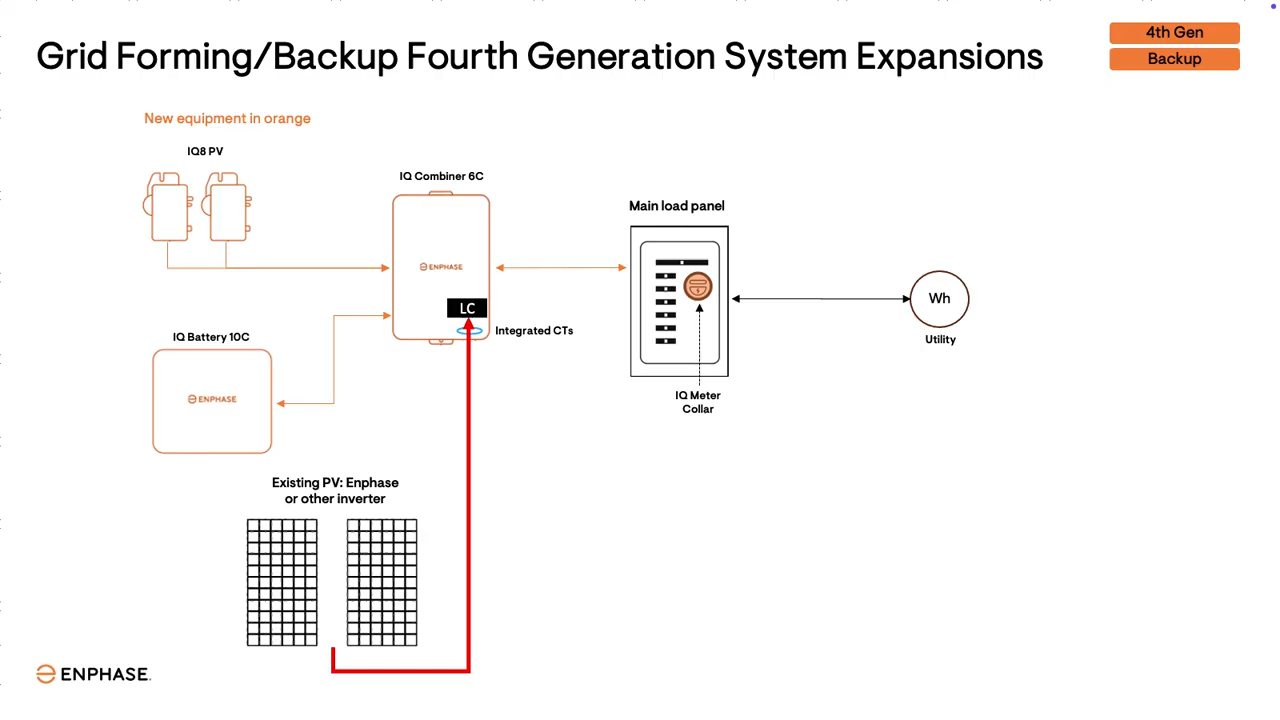 Grid Forming/Backup Fourth Generation System Expansions
4th Gen
Backup
New equipment in orange
IQ8 PV
IQ Combiner 6C
ENPHASE
LC
Integrated CTs
Main load panel
IQ Meter
Collar
Wh
Utility
IQ Battery 10C
ENPHASE
Existing PV: Enphase
or other inverter
ENPHASE.